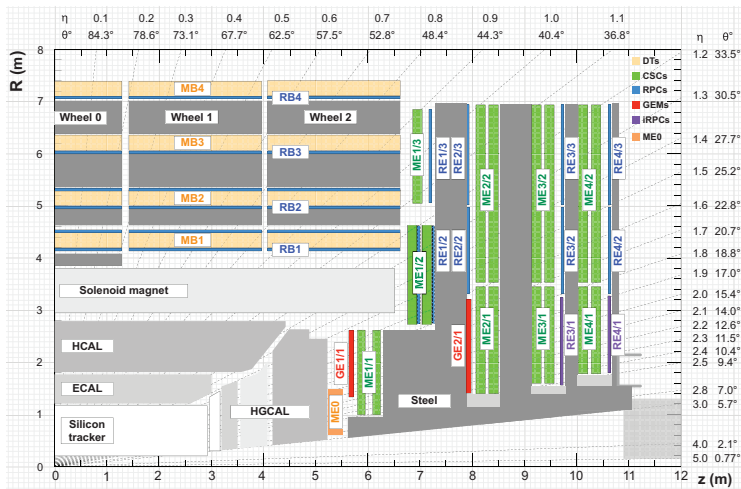 η 0.1 0.2 0.3 0.4 0.5 0.6 0.7 0.8 0.9 1.0 1.1 η θ°
θ° 84.3° 78.6° 73.1° 67.7° 62.5° 57.5° 52.8° 48.4° 44.3° 40.4° 36.8°
R (m)
8
7
6
5
4
3
2
1
0
1.2 33.5°
1.3 30.5°
1.4 27.7°
1.5 25.2°
1.6 22.8°
1.7 20.7°
1.8 18.8°
1.9 17.0°
2.0 15.4°
2.1 14.0°
2.2 12.6°
2.3 11.5°
2.4 10.4°
2.5 9.4°
2.8 7.0°
3.0 5.7°
4.0 2.1°
5.0 0.77°
DTs
CSCs
RPCs
GEMs
iRPCs
ME0
MB4
RB4
Wheel 0 Wheel 1 Wheel 2
MB3
RB3
MB2
RB2
MB1
RB1
Solenoid magnet
HCAL
ECAL
Silicon
tracker
HGCAL
Steel
ME0
GE1/1
ME1/1
ME1/2
ME1/3
RE1/3
RE2/3
RE1/2
RE2/2
GE2/1
ME2/2
ME2/1
ME3/2
ME3/1
RE3/3
RE3/2
RE3/1
ME4/2
ME4/1
RE4/3
RE4/2
RE4/1
0 1 2 3 4 5 6 7 8 9 10 11 12
z (m)